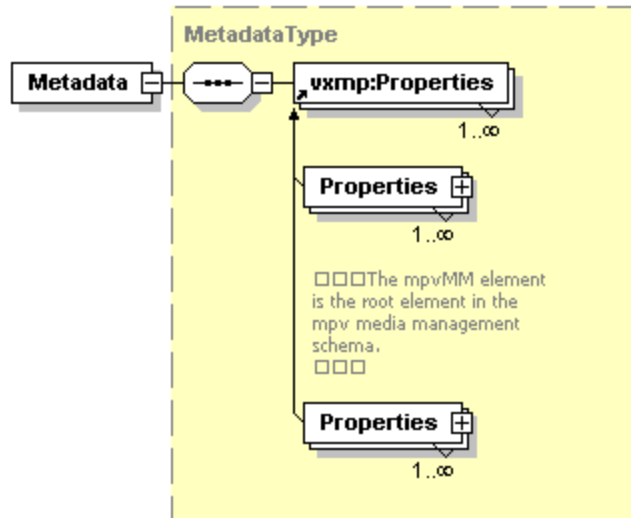 MetadataType
Metadata
vxmp:Properties
1..∞
Properties
1..∞
□□□The mpvMM element
is the root element in the
mpv media management
schema.
□□□
Properties
1..∞